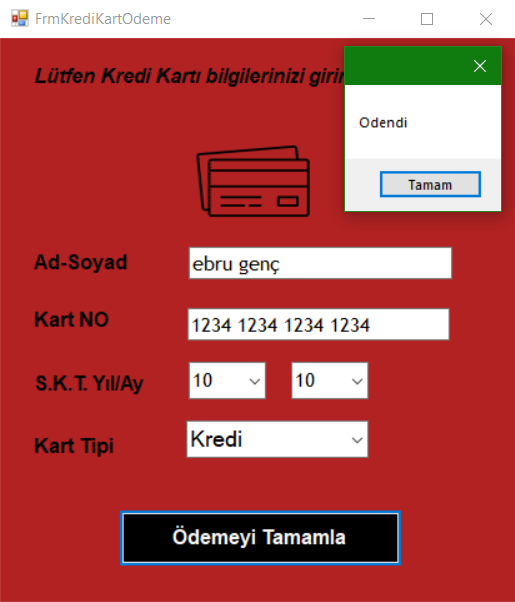 FrmKrediKartOdeme
Lütfen Kredi Kartı bilgilerinizi
Odendi
Tamam
Ad-Soyad
ebru genç
Kart NO
1234 1234 1234 1234
S.K.T. Yıl/Ay
10 10
Kart Tipi
Kredi
Ödemeyi Tamamla